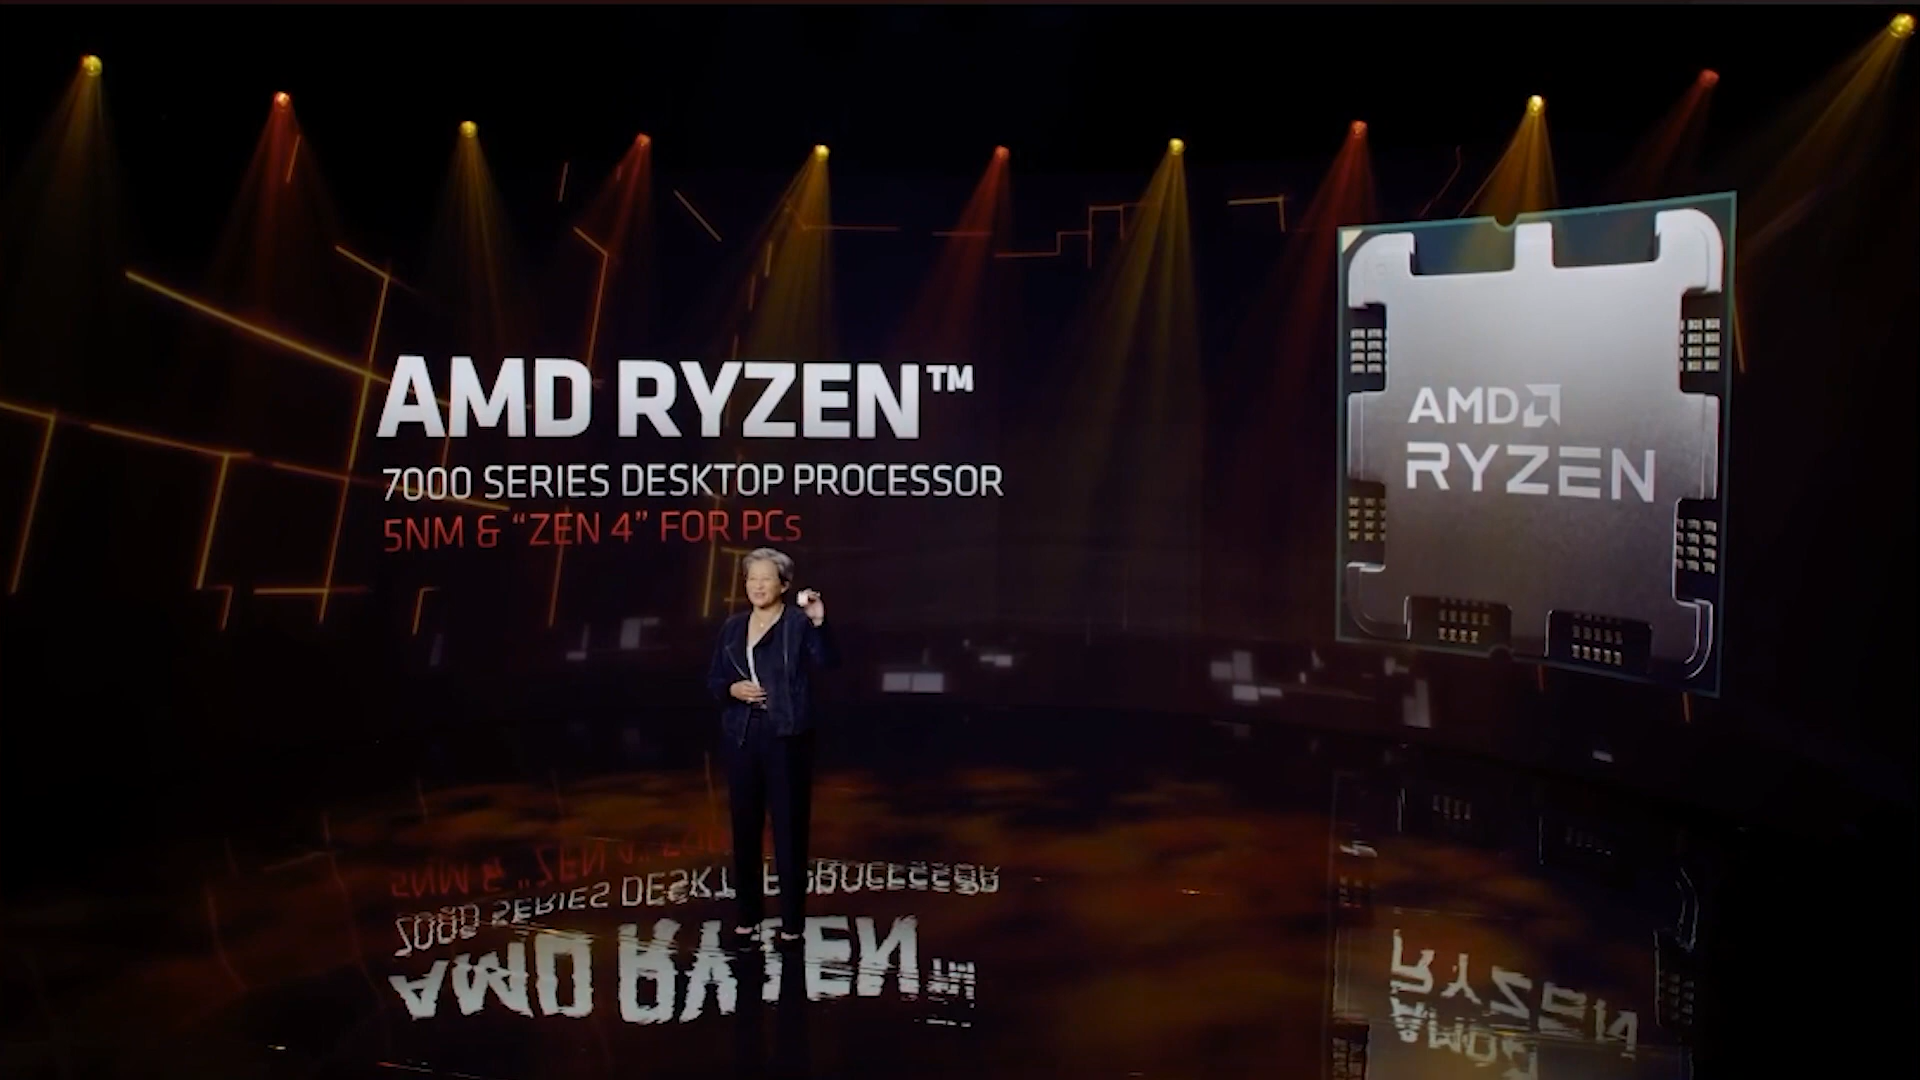 AMD RYZEN™
7000 SERIES DESKTOP PROCESSOR
5NM & “ZEN 4” FOR PCs
AMD
RYZEN